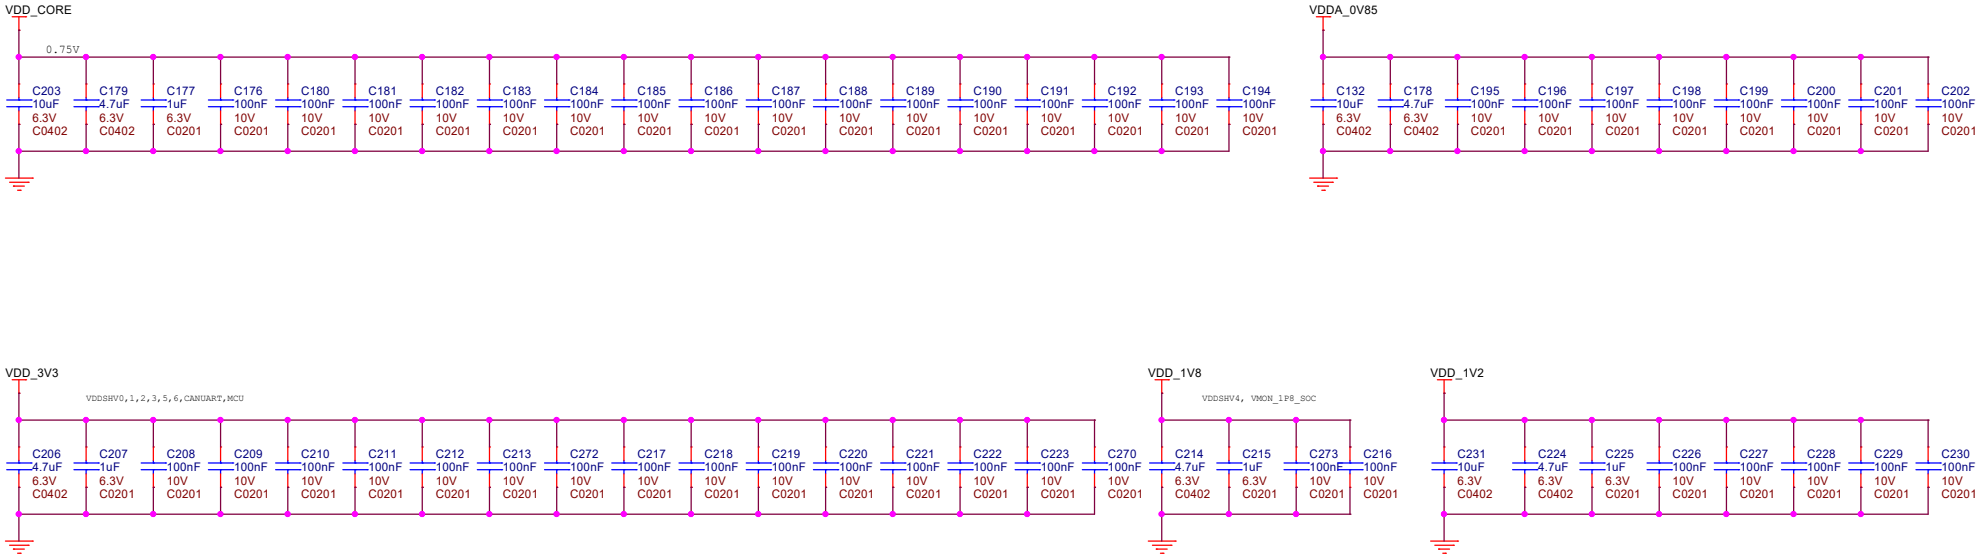 VDD_CORE
0.75V
C203
10uF
6.3V
C0402
C179
4.7uF
6.3V
C0402
C177
1uF
6.3V
C0201
C176
100nF
10V
C0201
C180
100nF
10V
C0201
C181
100nF
10V
C0201
C182
100nF
10V
C0201
C183
100nF
10V
C0201
C184
100nF
10V
C0201
C185
100nF
10V
C0201
C186
100nF
10V
C0201
C187
100nF
10V
C0201
C188
100nF
10V
C0201
C189
100nF
10V
C0201
C190
100nF
10V
C0201
C191
100nF
10V
C0201
C192
100nF
10V
C0201
C193
100nF
10V
C0201
C194
100nF
10V
C0201
VDDA_0V85
C132
10uF
6.3V
C0402
C178
4.7uF
6.3V
C0402
C195
100nF
10V
C0201
C196
100nF
10V
C0201
C197
100nF
10V
C0201
C198
100nF
10V
C0201
C199
100nF
10V
C0201
C200
100nF
10V
C0201
C201
100nF
10V
C0201
C202
100nF
10V
C0201
VDD_3V3
VDDSHV0,1,2,3,5,6,CANUART,MCU
C206
4.7uF
6.3V
C0402
C207
1uF
6.3V
C0201
C208
100nF
10V
C0201
C209
100nF
10V
C0201
C210
100nF
10V
C0201
C211
100nF
10V
C0201
C212
100nF
10V
C0201
C213
100nF
10V
C0201
C272
100nF
10V
C0201
C217
100nF
10V
C0201
C218
100nF
10V
C0201
C219
100nF
10V
C0201
C220
100nF
10V
C0201
C221
100nF
10V
C0201
C222
100nF
10V
C0201
C223
100nF
10V
C0201
C270
100nF
10V
C0201
VDD_1V8
VDDSHV4, VMON_1P8_SOC
C214
4.7uF
6.3V
C0402
C215
1uF
6.3V
C0201
C273
100nF
10V
C0201
C216
100nF
10V
C0201
VDD_1V2
C231
10uF
6.3V
C0402
C224
4.7uF
6.3V
C0402
C225
1uF
6.3V
C0201
C226
100nF
10V
C0201
C227
100nF
10V
C0201
C228
100nF
10V
C0201
C229
100nF
10V
C0201
C230
100nF
10V
C0201